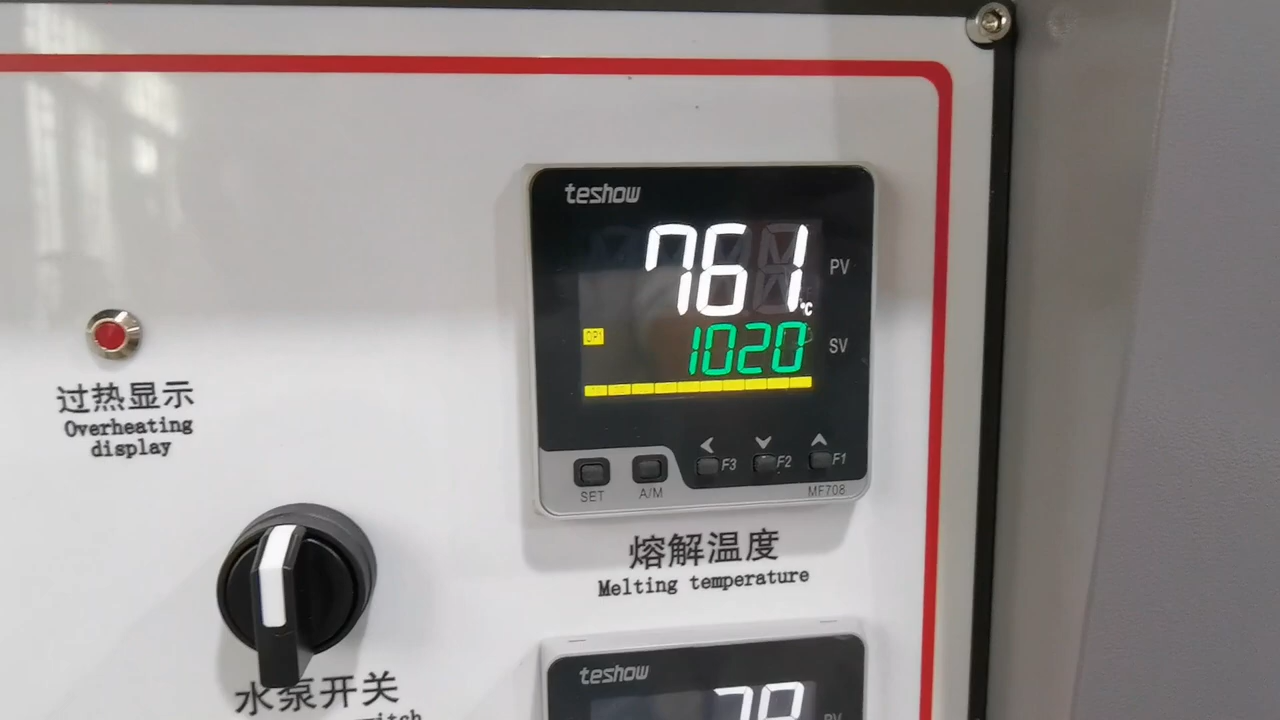 teshow
761
PV
℃
OP1
1020
SV
F3
F2
F1
SET
A/M
MF708
过热显示
Overheating
display
熔解温度
Melting temperature
水泵开关
teshow
PV